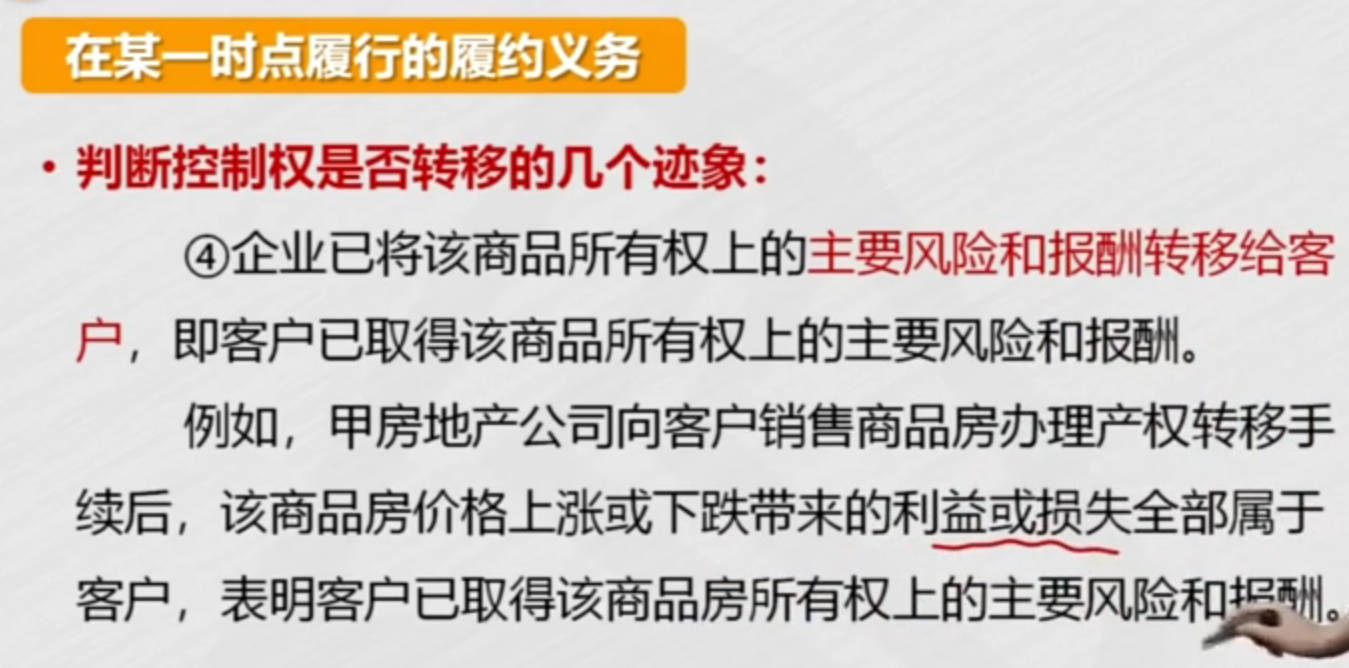 在某一时点履行的履约义务
• 判断控制权是否转移的几个迹象：
④企业已将该商品所有权上的主要风险和报酬转移给客
户，即客户已取得该商品所有权上的主要风险和报酬。
例如，甲房地产公司向客户销售商品房办理产权转移手
续后，该商品房价格上涨或下跌带来的利益或损失全部属于
客户，表明客户已取得该商品房所有权上的主要风险和报酬。